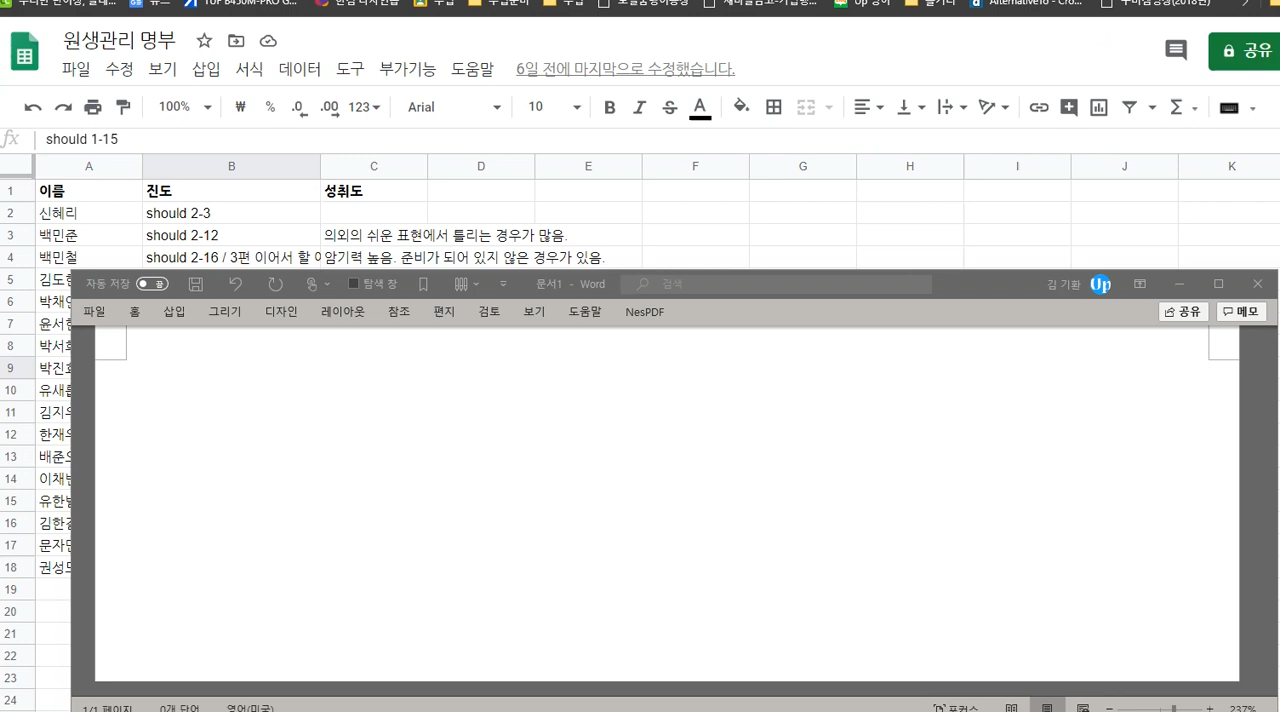 TUF B450M-PRO G...
원생관리 명부
파일 수정 보기 삽입 서식 데이터 도구 부가기능 도움말 6일 전에 마지막으로 수정했습니다.
공유
100% ₩ % .0 .00 123 Arial 10 B I S A
fx should 1-15
A B C D E F G H I J K
1 이름 진도 성취도
2 신혜리 should 2-3
3 백민준 should 2-12 의외의 쉬운 표현에서 틀리는 경우가 많음.
4 백민철 should 2-16 / 3편 이어서 할 암기력 높음. 준비가 되어 있지 않은 경우가 있음.
자동 저장 끔 탐색 창 문서1 - Word 검색 김 기환 Up
파일 홈 삽입 그리기 디자인 레이아웃 참조 편지 검토 보기 도움말 NesPDF 공유 메모
5
6
7
8
9
10
11
12
13
14
15
16
17
18
19
20
21
22
23
24
1/1 페이지 0개 단어 영어(미국) 포커스 237%